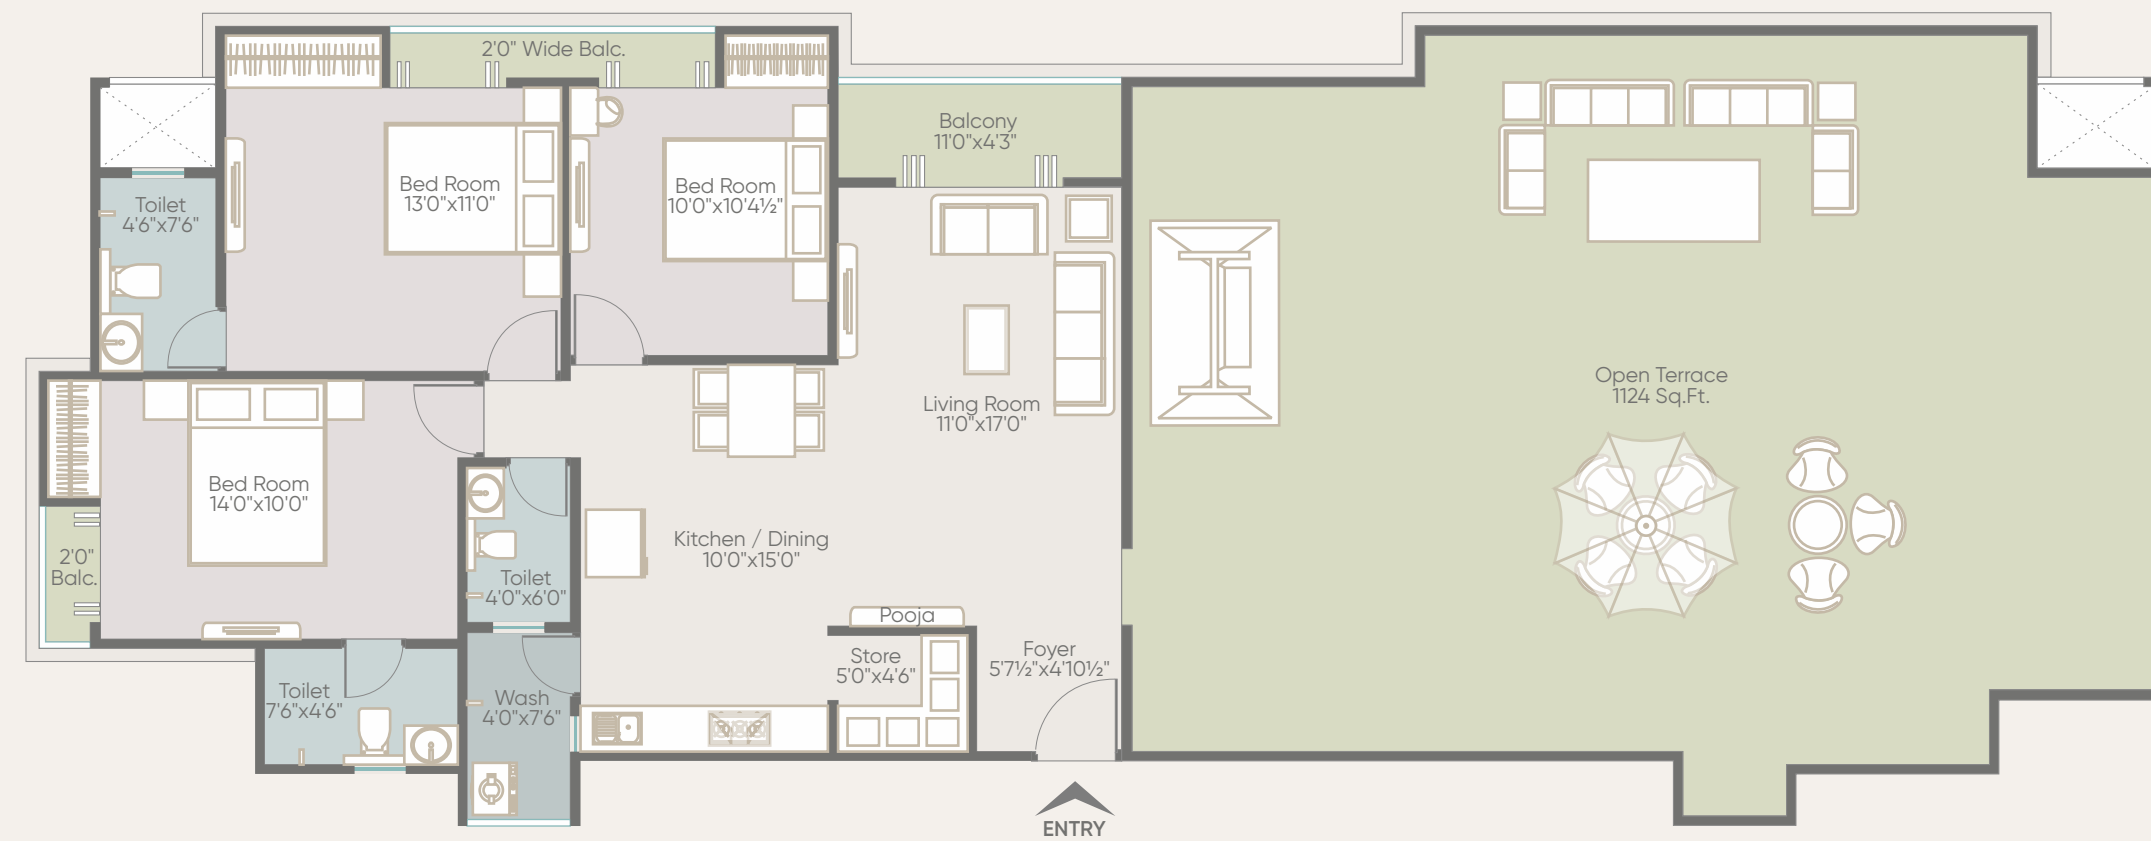 2'0" Wide Balc.
Balcony
11'0"x4'3"
Bed Room
13'0"x11'0"
Bed Room
10'0"x10'4½"
Toilet
4'6"x7'6"
Open Terrace
1124 Sq.Ft.
Living Room
11'0"x17'0"
Bed Room
14'0"x10'0"
Kitchen / Dining
10'0"x15'0"
2'0"
Balc.
Toilet
4'0"x6'0"
Pooja
Store
5'0"x4'6"
Foyer
5'7½"x4'10½"
Toilet
7'6"x4'6"
Wash
4'0"x7'6"
ENTRY